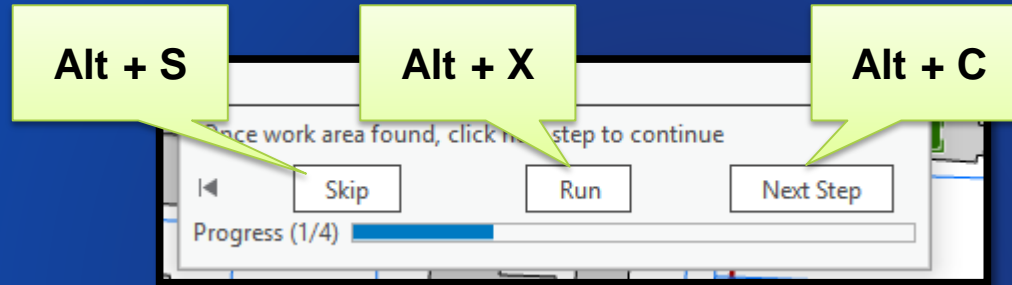 Alt + S
Alt + X
Alt + C
work area found, click step to continue
Skip
Run
Next Step
Progress (1/4)